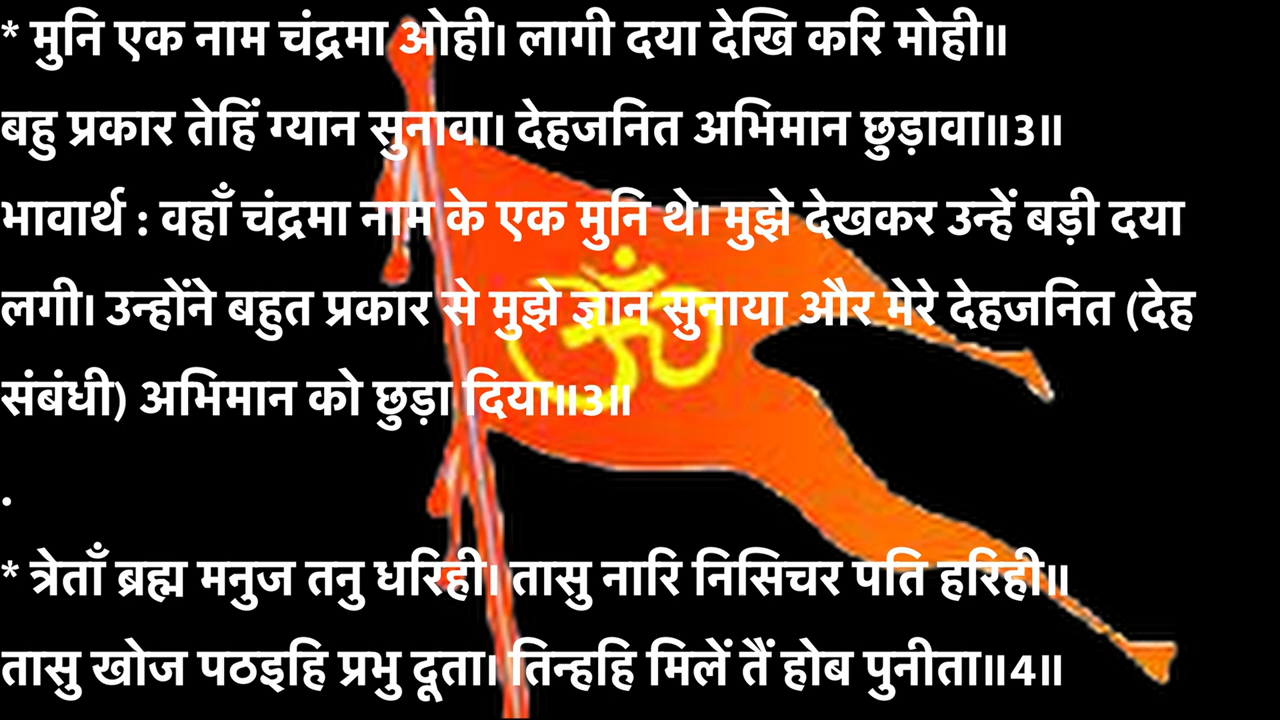 * मुनि एक नाम चंद्रमा ओही। लागी दया देखि करि मोही॥
बहु प्रकार तेहिं ग्यान सुनावा। देहजनित अभिमान छुड़ावा॥3॥
भावार्थ : वहाँ चंद्रमा नाम के एक मुनि थे। मुझे देखकर उन्हें बड़ी दया
लगी। उन्होंने बहुत प्रकार से मुझे ज्ञान सुनाया और मेरे देहजनित (देह
संबंधी) अभिमान को छुड़ा दिया॥3॥
.
* त्रेताँ ब्रह्म मनुज तनु धरिही। तासु नारि निसिचर पति हरिही॥
तासु खोज पठइहि प्रभु दूता। तिन्हहि मिलें तैं होब पुनीता॥4॥
ॐ